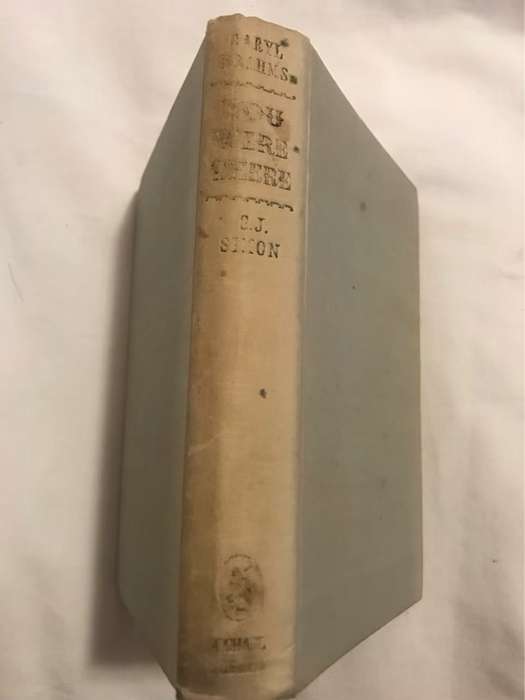 CARYL
BRAHMS
YOU
WERE
THERE
S.J.
SIMON